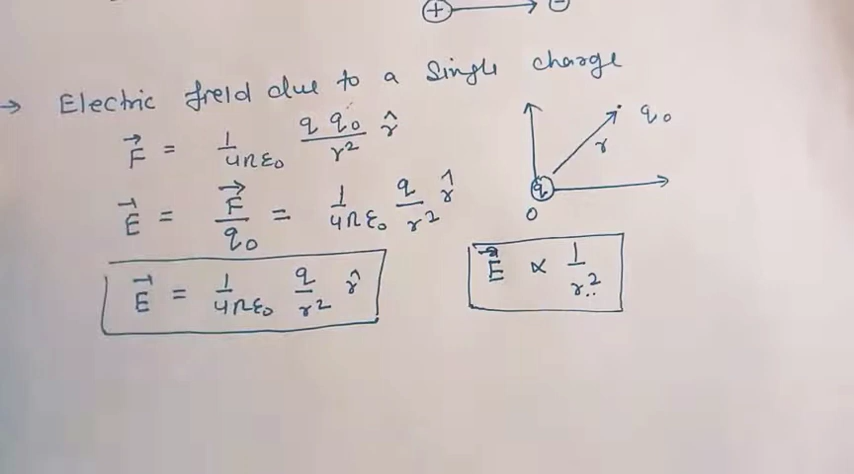 + -
→ Electric field due to a single charge
F⃗ = 1/4πε₀ q q₀/r² r̂
E⃗ = F⃗/q₀ = 1/4πε₀ q/r² r̂
E⃗ = 1/4πε₀ q/r² r̂
q₀
r
q
O
E⃗ ∝ 1/r²